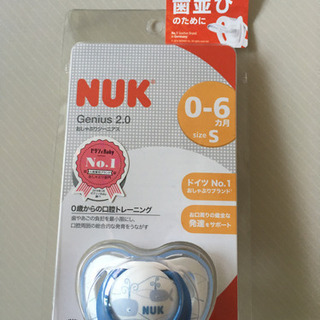 歯並び
のために
NUK
Genius 2.0
おしゃぶりジーニアス
0-6
カ月
size S
No.1
ドイツ No.1
おしゃぶりブランド
0歳からの口腔トレーニング
歯やあごの負担を最小限にし、
口腔周囲の総合的な発育をうながす
お口周りの健全な
発達をサポート
NUK